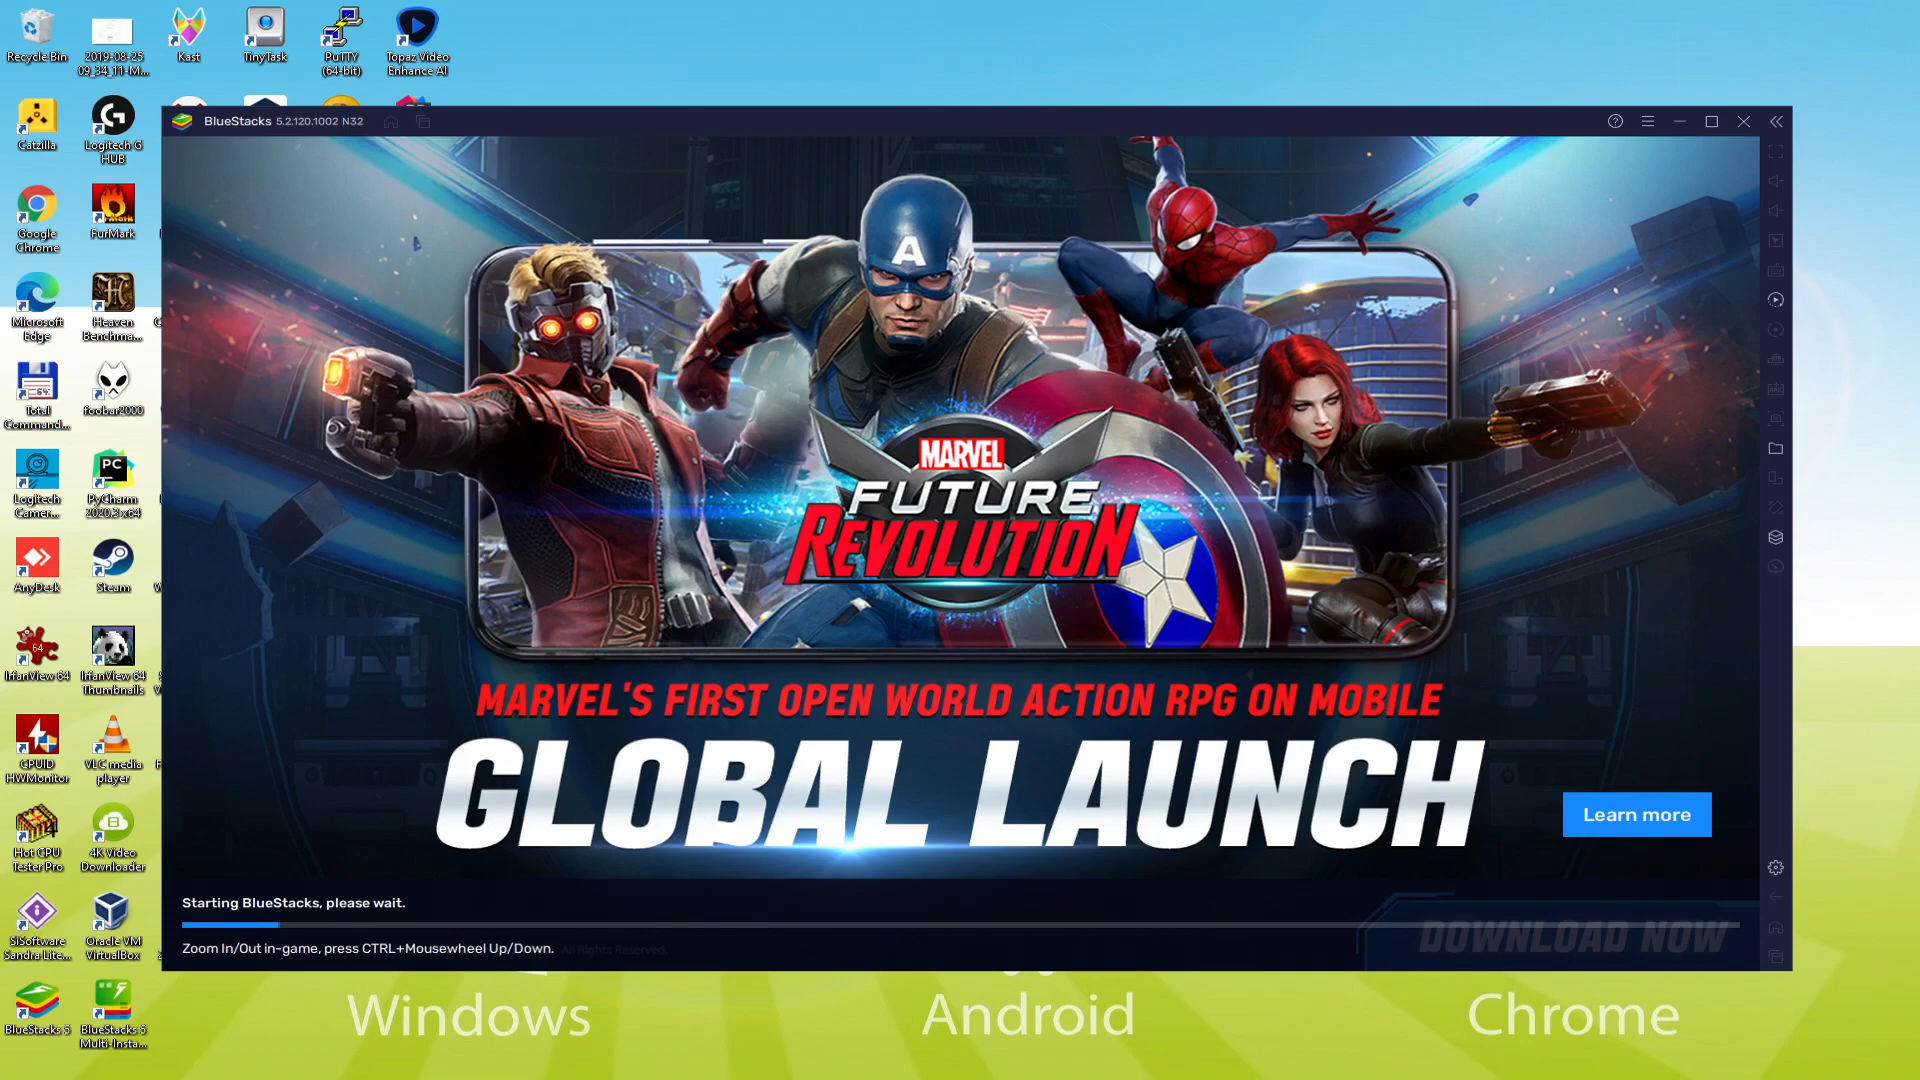 Recycle Bin
2019-08-25
09_34_11-M...
Kast
TinyTask
PuTTY
(64-bit)
Topaz Video
Enhance AI
Catzilla
Logitech G
HUB
Google
Chrome
FurMark
Microsoft
Edge
Heaven
Benchma...
Total
Command...
foobar2000
Logitech
Camer...
PyCharm
2020.3 x64
AnyDesk
Steam
IrfanView 64
IrfanView 64
Thumbnails
CPUID
HWMonitor
VLC media
player
Hot CPU
Tester Pro
4K Video
Downloader
SiSoftware
Sandra Lite...
Oracle VM
VirtualBox
BlueStacks 5
BlueStacks 5
Multi-Insta...
BlueStacks 5.2.120.1002 N32
A
MARVEL
FUTURE
REVOLUTION
MARVEL'S FIRST OPEN WORLD ACTION RPG ON MOBILE
GLOBAL LAUNCH
Learn more
Starting BlueStacks, please wait.
DOWNLOAD NOW
Zoom In/Out in-game, press CTRL+Mousewheel Up/Down.
All Rights Reserved
Windows
Android
Chrome